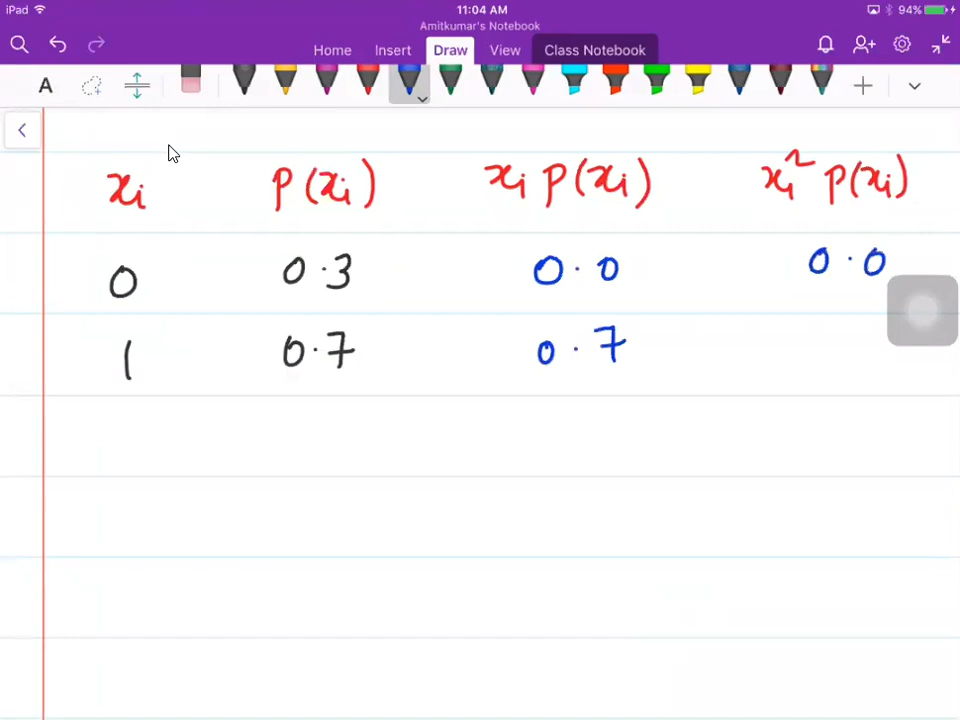 iPad 11:04 AM 94%
Amitkumar's Notebook
Home Insert Draw View Class Notebook
A
xi p(xi) xi p(xi) xi² p(xi)
0 0.3 0.0 0.0
1 0.7 0.7